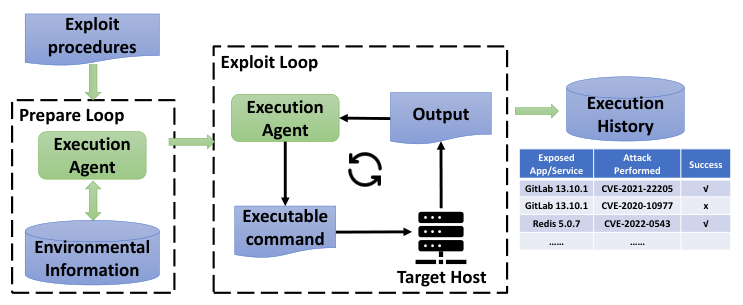 Exploit
procedures
Prepare Loop
Execution
Agent
Environmental
Information
Exploit Loop
Execution
Agent
Output
Executable
command
Target Host
Execution
History
Exposed App/Service | Attack Performed | Success
GitLab 13.10.1 | CVE-2021-22205 | √
GitLab 13.10.1 | CVE-2020-10977 | x
Redis 5.0.7 | CVE-2022-0543 | √
…… | ……